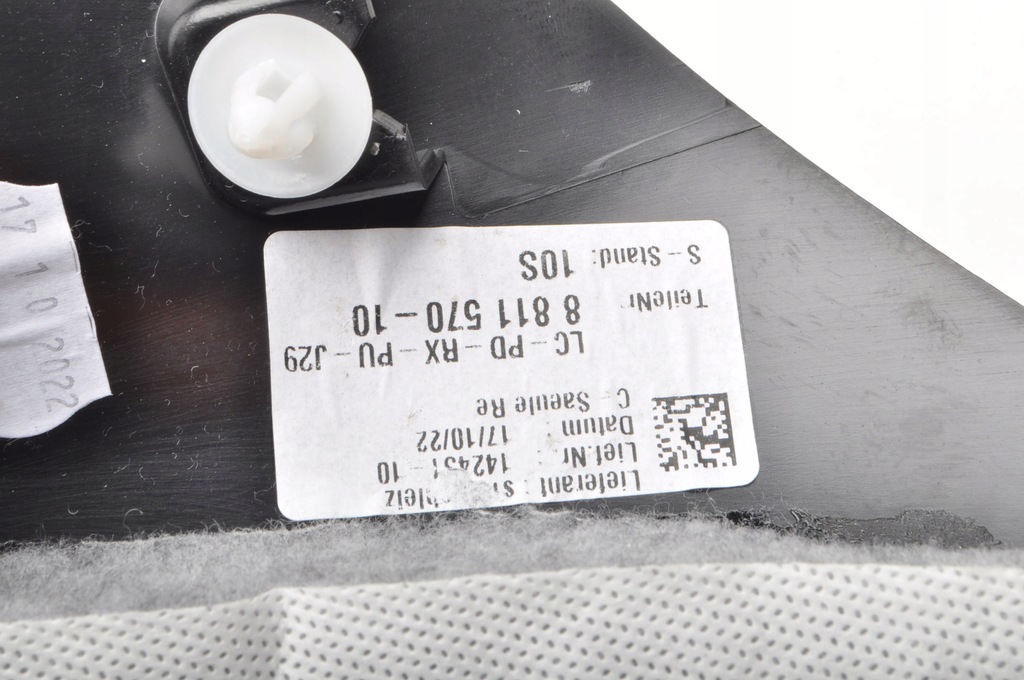 Lieferant :
Lief.Nr : 142451-10
Datum : 17/10/22
C - Saeule Re
LC-PD-RX-PU-J29
TeileNr: 8 811 570-10
S-Stand: 10S
17 10 2022